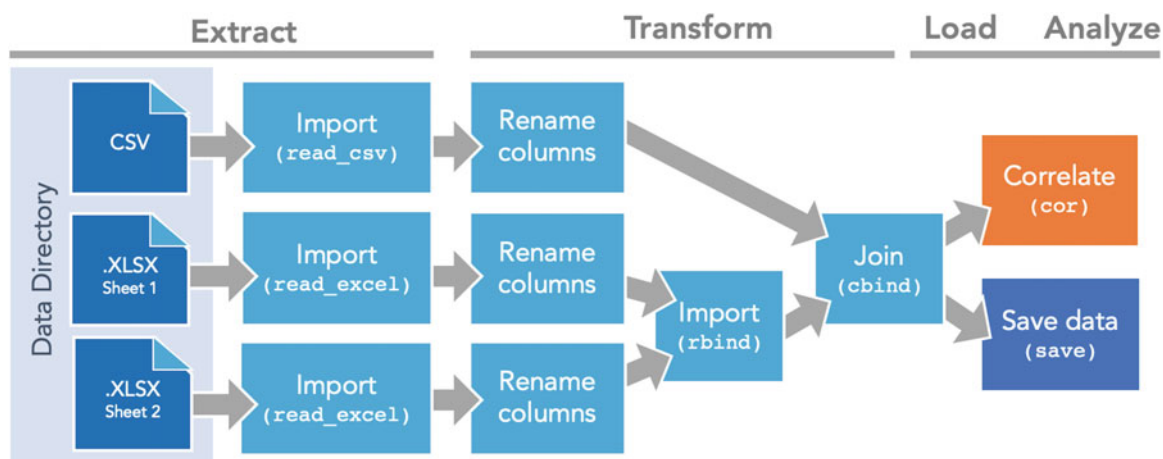 Extract
Transform
Load
Analyze
Data Directory
CSV
Import
(read_csv)
Rename
columns
.XLSX
Sheet 1
Import
(read_excel)
Rename
columns
.XLSX
Sheet 2
Import
(read_excel)
Rename
columns
Import
(rbind)
Join
(cbind)
Correlate
(cor)
Save data
(save)